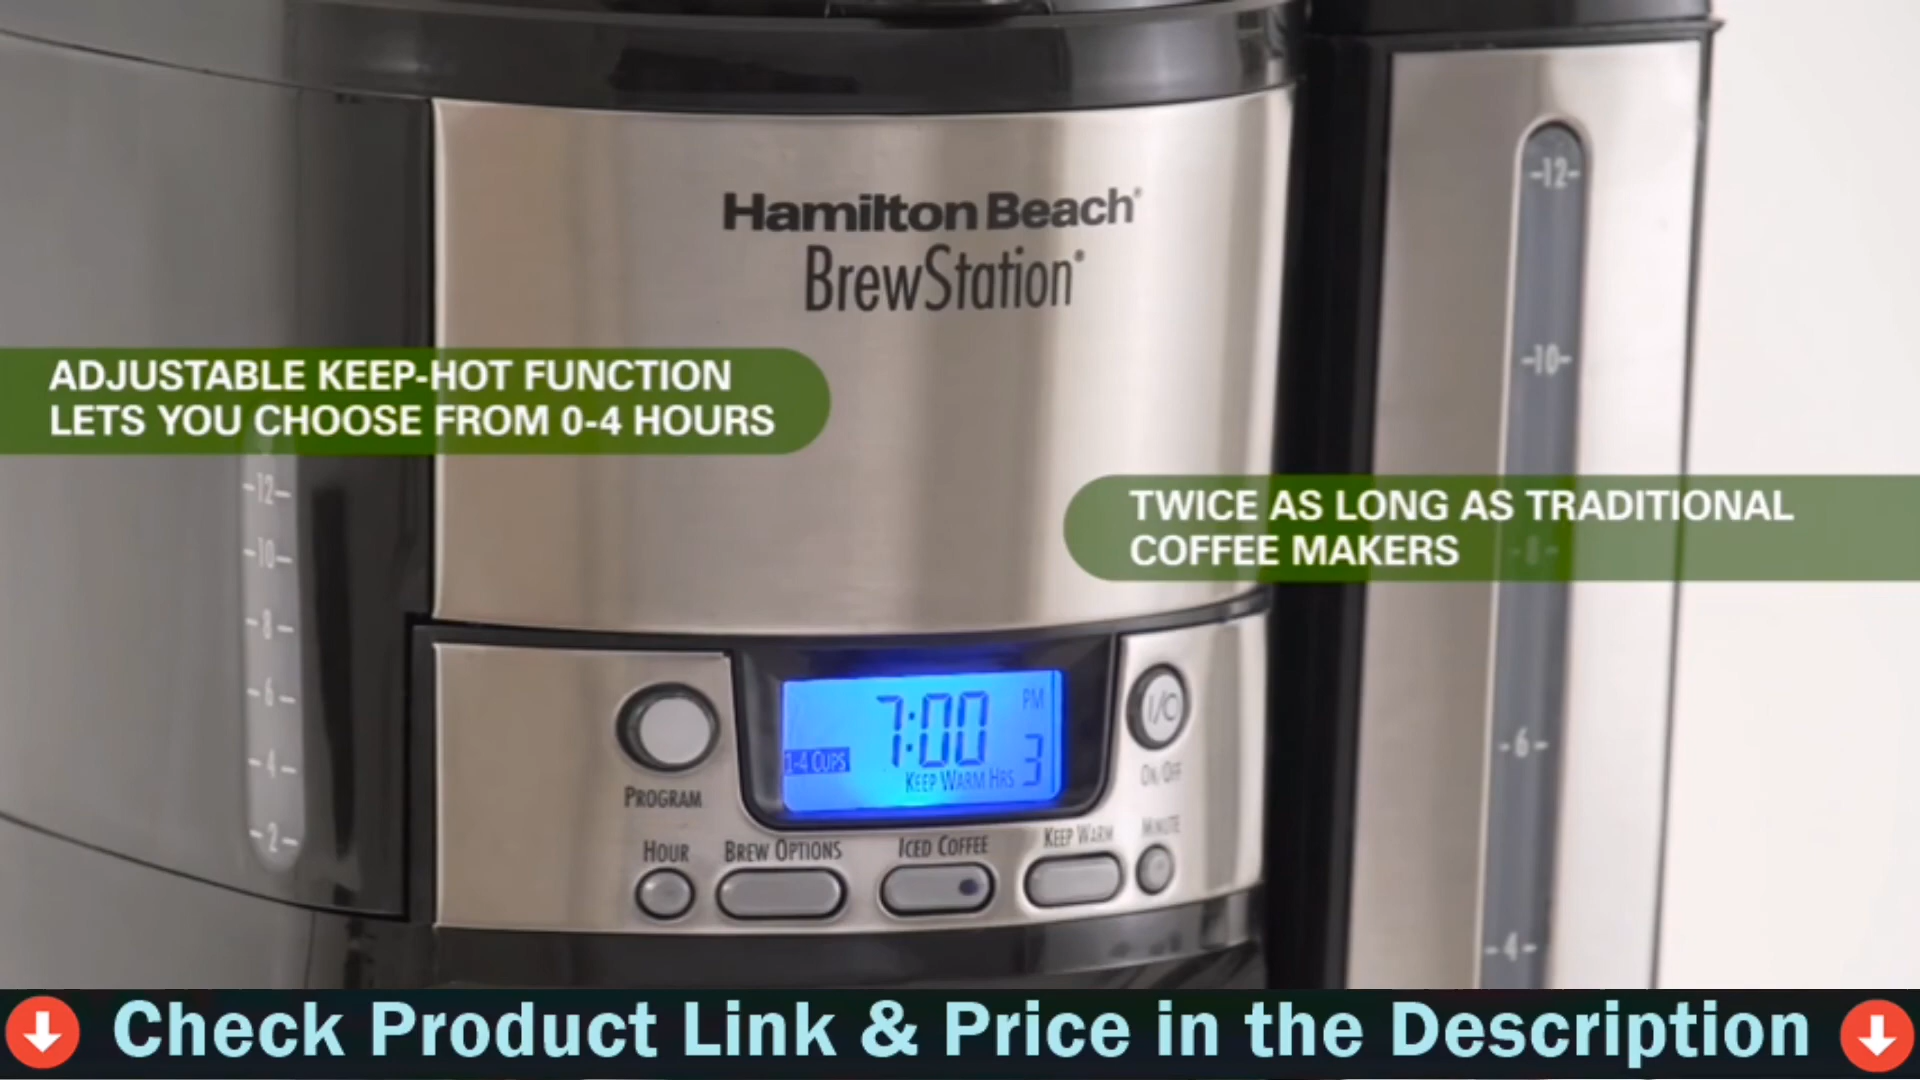 Hamilton Beach®
BrewStation®
ADJUSTABLE KEEP-HOT FUNCTION
LETS YOU CHOOSE FROM 0-4 HOURS
TWICE AS LONG AS TRADITIONAL
COFFEE MAKERS
-12-
-10-
-8-
-6-
-4-
-2-
-12-
-10-
-8-
-6-
-4-
7:00 PM
1-4 CUPS
KEEP WARM HRS 3
I/O
ON/OFF
PROGRAM
HOUR
BREW OPTIONS
ICED COFFEE
KEEP WARM
MINUTE
Check Product Link & Price in the Description